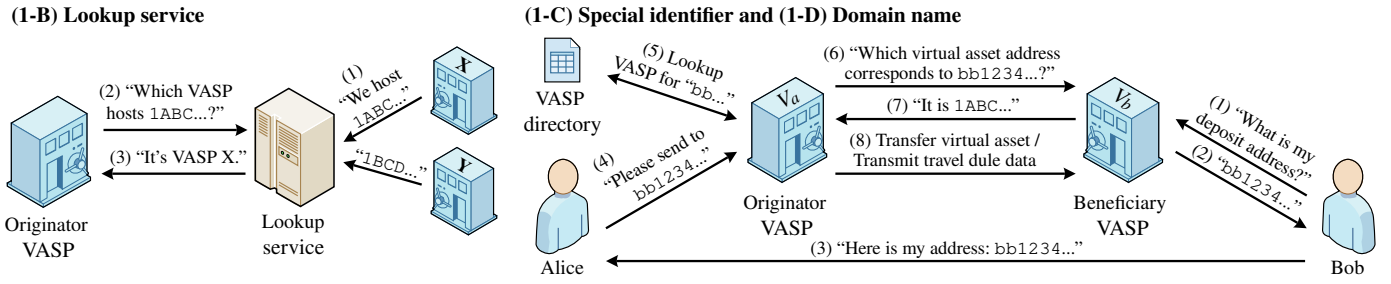 (1-B) Lookup service
(2) “Which VASP
hosts 1ABC...?”
(3) “It’s VASP X.”
Originator
VASP
Lookup
service
(1)
“We host
1ABC...”
“1BCD...”
X
Y
(1-C) Special identifier and (1-D) Domain name
VASP
directory
(5) Lookup
VASP for “bb...”
(4)
“Please send to
bb1234...”
Alice
Va
Originator
VASP
(6) “Which virtual asset address
corresponds to bb1234...?”
(7) “It is 1ABC...”
(8) Transfer virtual asset /
Transmit travel dule data
Vb
Beneficiary
VASP
(1) “What is my
deposit address?”
(2) “bb1234...”
(3) “Here is my address: bb1234...”
Bob